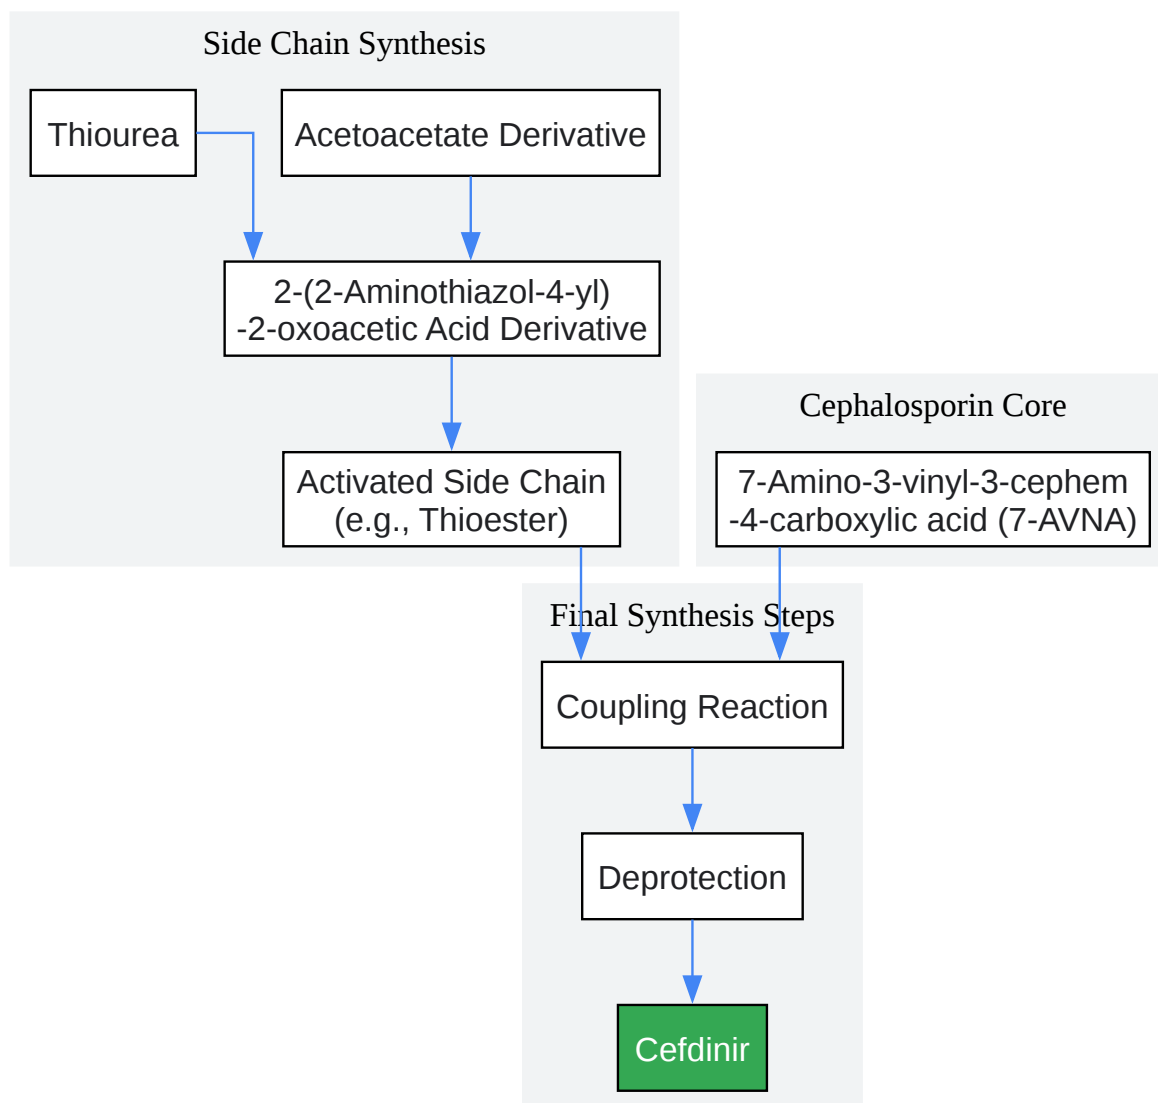 Side Chain Synthesis
Thiourea
Acetoacetate Derivative
2-(2-Aminothiazol-4-yl)
-2-oxoacetic Acid Derivative
Activated Side Chain
(e.g., Thioester)
Cephalosporin Core
7-Amino-3-vinyl-3-cephem
-4-carboxylic acid (7-AVNA)
Final Synthesis Steps
Coupling Reaction
Deprotection
Cefdinir